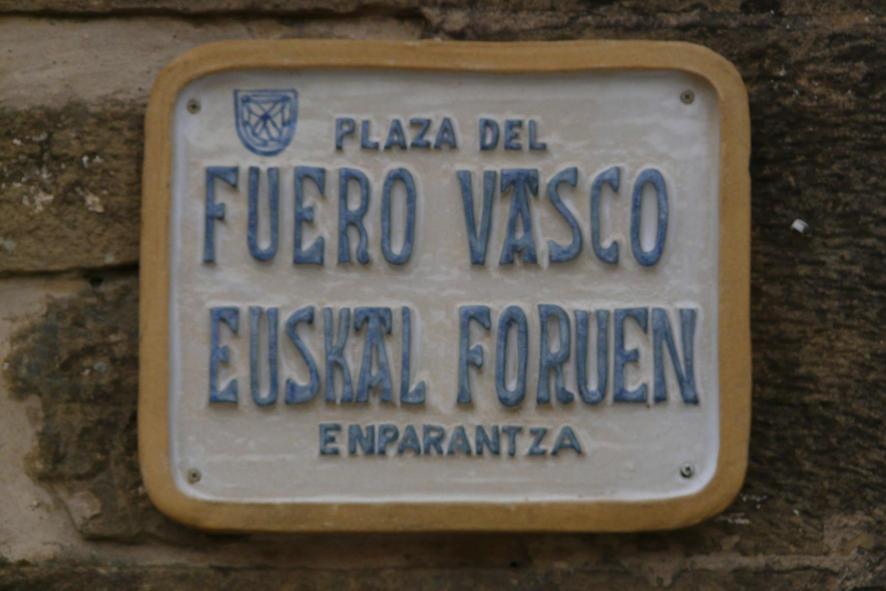 PLAZA DEL
FUERO VASCO
EUSKAL FORUEN
ENPARANTZA